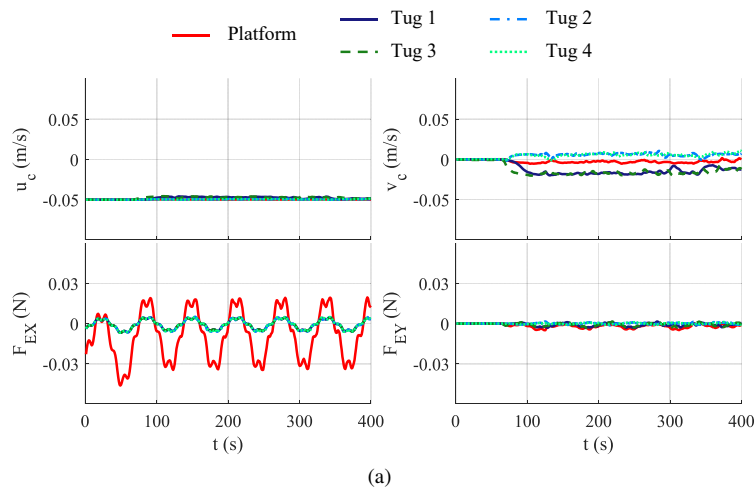 Platform
Tug 1
Tug 2
Tug 3
Tug 4
u_c (m/s)
0.05
0
-0.05
v_c (m/s)
0.05
0
-0.05
F_EX (N)
0.03
0
-0.03
0 100 200 300 400
t (s)
F_EY (N)
0.03
0
-0.03
0 100 200 300 400
t (s)
(a)